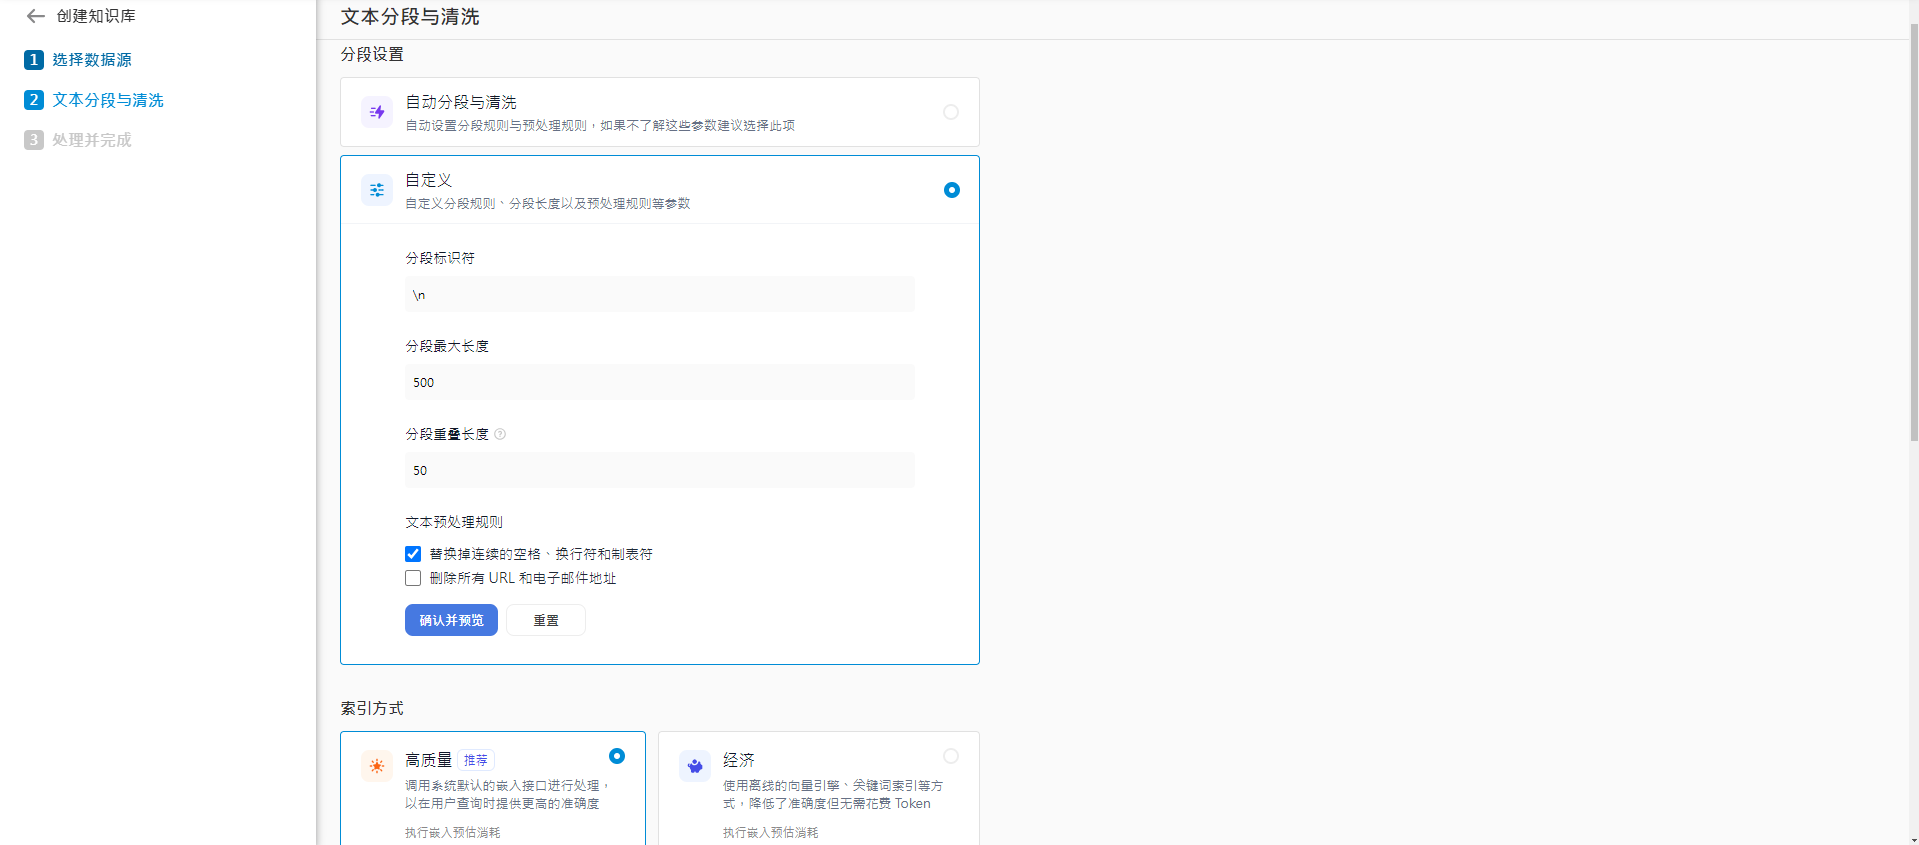 创建知识库
1 选择数据源
2 文本分段与清洗
3 处理并完成
文本分段与清洗
分段设置
自动分段与清洗
自动设置分段规则与预处理规则，如果不了解这些参数建议选择此项
自定义
自定义分段规则、分段长度以及预处理规则等参数
分段标识符
\n
分段最大长度
500
分段重叠长度
50
文本预处理规则
替换掉连续的空格、换行符和制表符
删除所有 URL 和电子邮件地址
确认并预览
重置
索引方式
高质量 推荐
调用系统默认的嵌入接口进行处理，
以在用户查询时提供更高的准确度
执行嵌入预估消耗
经济
使用离线的向量引擎、关键词索引等方
式，降低了准确度但无需花费 Token
执行嵌入预估消耗